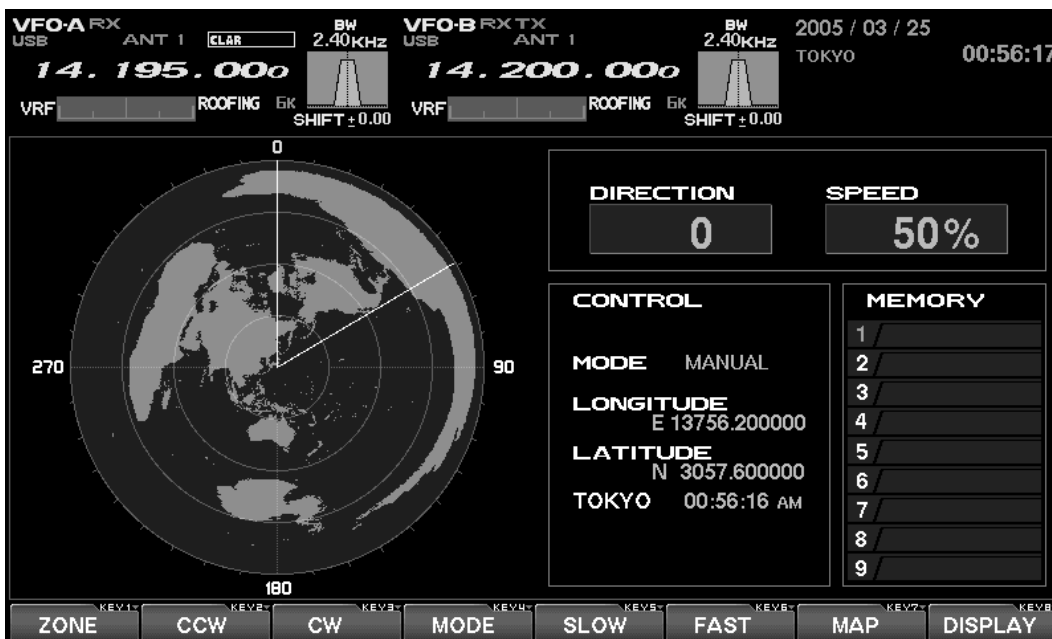 VFO-A RX
USB ANT 1 CLAR
BW
2.40KHZ
14. 195. 000
VRF ROOFING 6K
SHIFT ± 0.00
VFO-B RX TX
USB ANT 1
BW
2.40KHZ
14. 200. 000
VRF ROOFING 6K
SHIFT ± 0.00
2005 / 03 / 25
TOKYO 00:56:17
0
90
180
270
DIRECTION
0
SPEED
50%
CONTROL
MODE MANUAL
LONGITUDE
E 13756.200000
LATITUDE
N 3057.600000
TOKYO 00:56:16 AM
MEMORY
1
2
3
4
5
6
7
8
9
KEY1 KEY2 KEY3 KEY4 KEY5 KEY6 KEY7 KEY8
ZONE CCW CW MODE SLOW FAST MAP DISPLAY